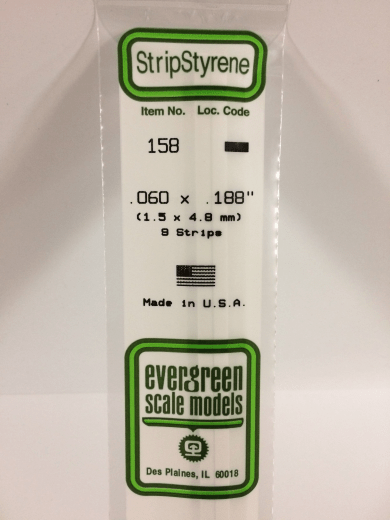 StripStyrene
Item No. Loc. Code
158
.060 x .188"
(1.5 x 4.8 mm)
9 Strips
Made in U.S.A.
evergreen
scale models
Des Plaines, IL 60018